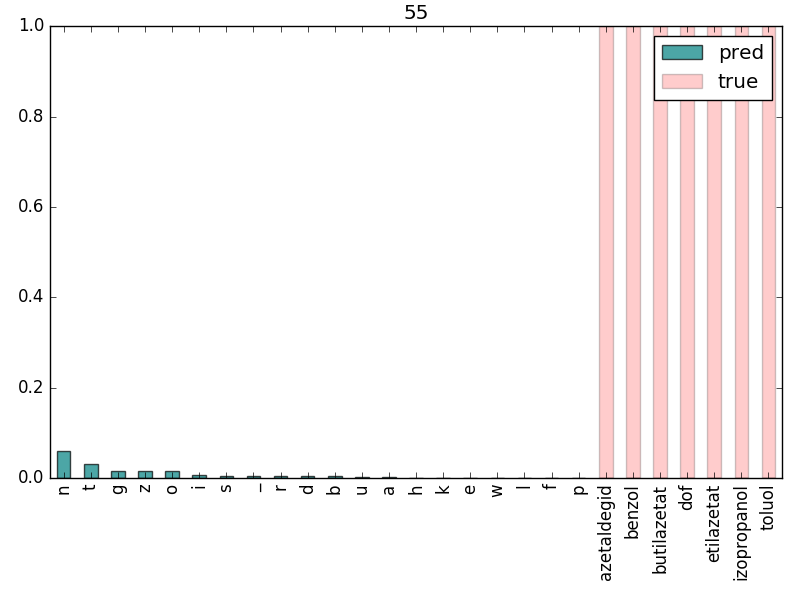 55
1.0
0.8
0.6
0.4
0.2
0.0
pred
true
n
t
g
z
o
i
s
_
r
d
b
u
a
h
k
e
w
l
f
p
azetaldegid
benzol
butilazetat
dof
etilazetat
izopropanol
toluol